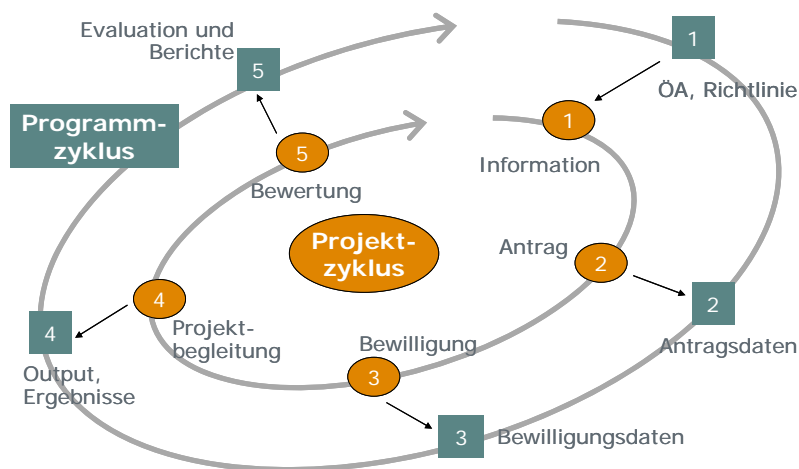 Evaluation und
Berichte
5
1
ÖA, Richtlinie
Programm-
zyklus
1
Information
5
Bewertung
Projekt-
zyklus
Antrag
2
2
Antragsdaten
4
Projekt-
begleitung
4
Output,
Ergebnisse
Bewilligung
3
3
Bewilligungsdaten